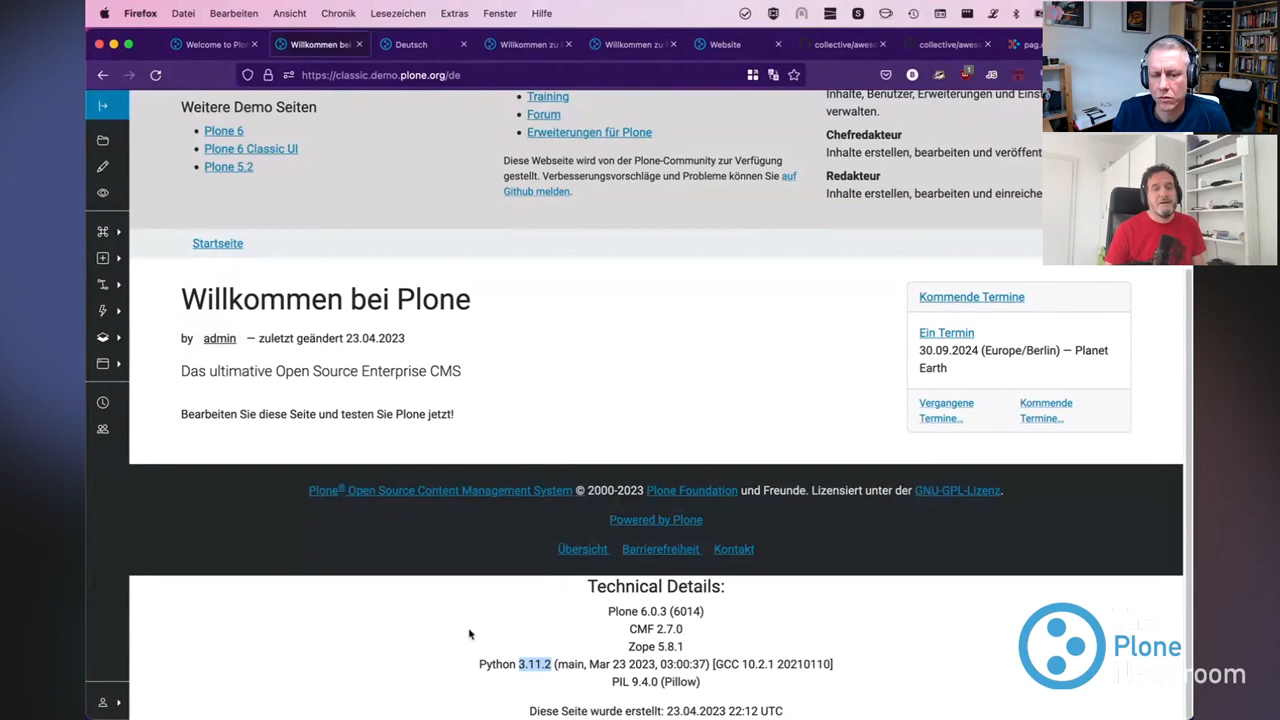 Firefox Datei Bearbeiten Ansicht Chronik Lesezeichen Extras Fenster Hilfe
Welcome to Plo
Willkommen bei
Deutsch
Willkommen zu
Willkommen zu
Website
collective/aweso
collective/aweso
pag.
https://classic.demo.plone.org/de
Weitere Demo Seiten
Plone 6
Plone 6 Classic UI
Plone 5.2
Training
Forum
Erweiterungen für Plone
Diese Webseite wird von der Plone-Community zur Verfügung
gestellt. Verbesserungsvorschläge und Probleme können Sie auf
Github melden.
Inhalte, Benutzer, Erweiterungen und Eins
verwalten.
Chefredakteur
Inhalte erstellen, bearbeiten und veröffent
Redakteur
Inhalte erstellen, bearbeiten und einreiche
Startseite
Willkommen bei Plone
by admin — zuletzt geändert 23.04.2023
Das ultimative Open Source Enterprise CMS
Bearbeiten Sie diese Seite und testen Sie Plone jetzt!
Kommende Termine
Ein Termin
30.09.2024 (Europe/Berlin) — Planet
Earth
Vergangene
Termine…
Kommende
Termine…
Plone® Open Source Content Management System © 2000-2023 Plone Foundation und Freunde. Lizensiert unter der GNU-GPL-Lizenz.
Powered by Plone
Übersicht Barrierefreiheit Kontakt
Technical Details:
Plone 6.0.3 (6014)
CMF 2.7.0
Zope 5.8.1
Python 3.11.2 (main, Mar 23 2023, 03:00:37) [GCC 10.2.1 20210110]
PIL 9.4.0 (Pillow)
Diese Seite wurde erstellt: 23.04.2023 22:12 UTC
The
Plone
Newsroom